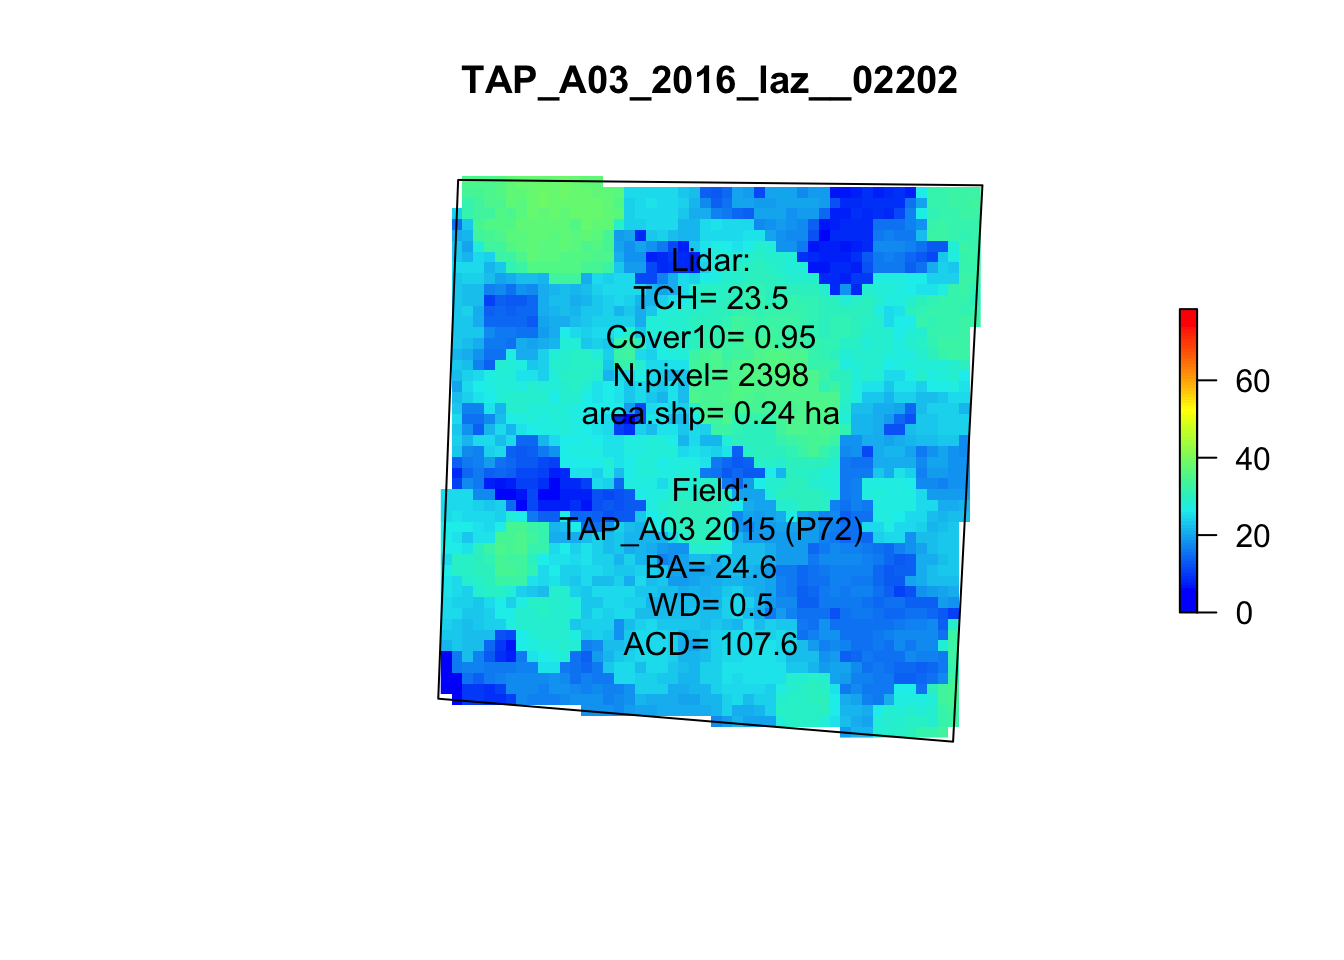 TAP_A03_2016_laz__02202
Lidar:
TCH= 23.5
Cover10= 0.95
N.pixel= 2398
area.shp= 0.24 ha
Field:
TAP_A03 2015 (P72)
BA= 24.6
WD= 0.5
ACD= 107.6
60
40
20
0